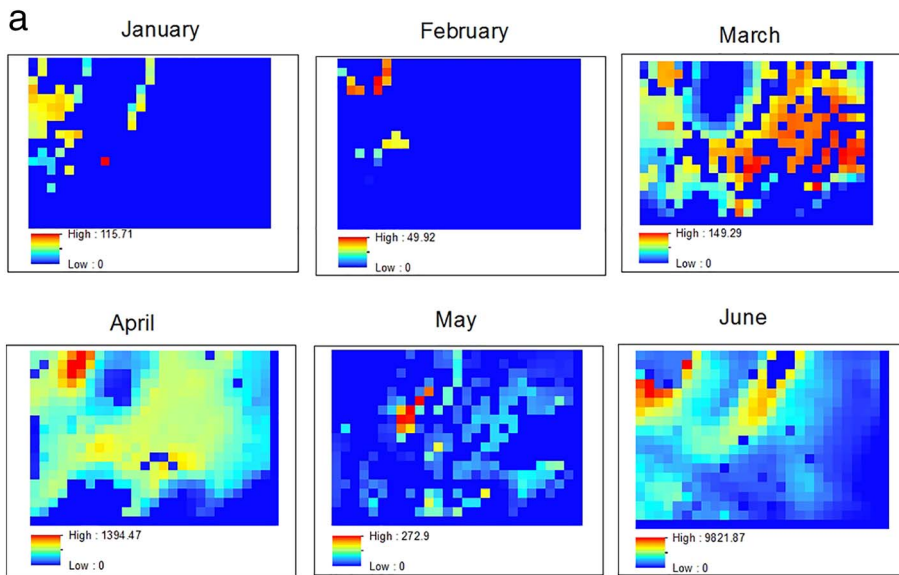 a
January
February
March
High : 115.71
Low : 0
High : 49.92
Low : 0
High : 149.29
Low : 0
April
May
June
High : 1394.47
Low : 0
High : 272.9
Low : 0
High : 9821.87
Low : 0